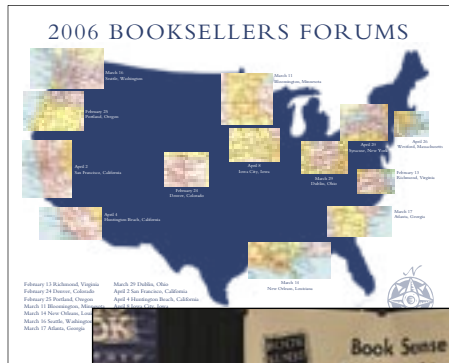 2006 BOOKSELLERS FORUMS
March 16
Seattle, Washington
March 11
Bloomington, Minnesota
February 25
Portland, Oregon
April 20
Syracuse, New York
April 26
Westford, Massachusetts
April 2
San Francisco, California
April 8
Iowa City, Iowa
February 24
Denver, Colorado
March 29
Dublin, Ohio
February 13
Richmond, Virginia
April 4
Huntington Beach, California
March 17
Atlanta, Georgia
March 14
New Orleans, Louisiana
N
February 13 Richmond, Virginia
February 24 Denver, Colorado
February 25 Portland, Oregon
March 11 Bloomington, Minnesota
March 14 New Orleans,
March 16 Seattle, Washington
March 17 Atlanta, Georgia
March 29 Dublin, Ohio
April 2 San Francisco, California
April 4 Huntington Beach, California
April 8 Iowa City, Iowa
Book Sense